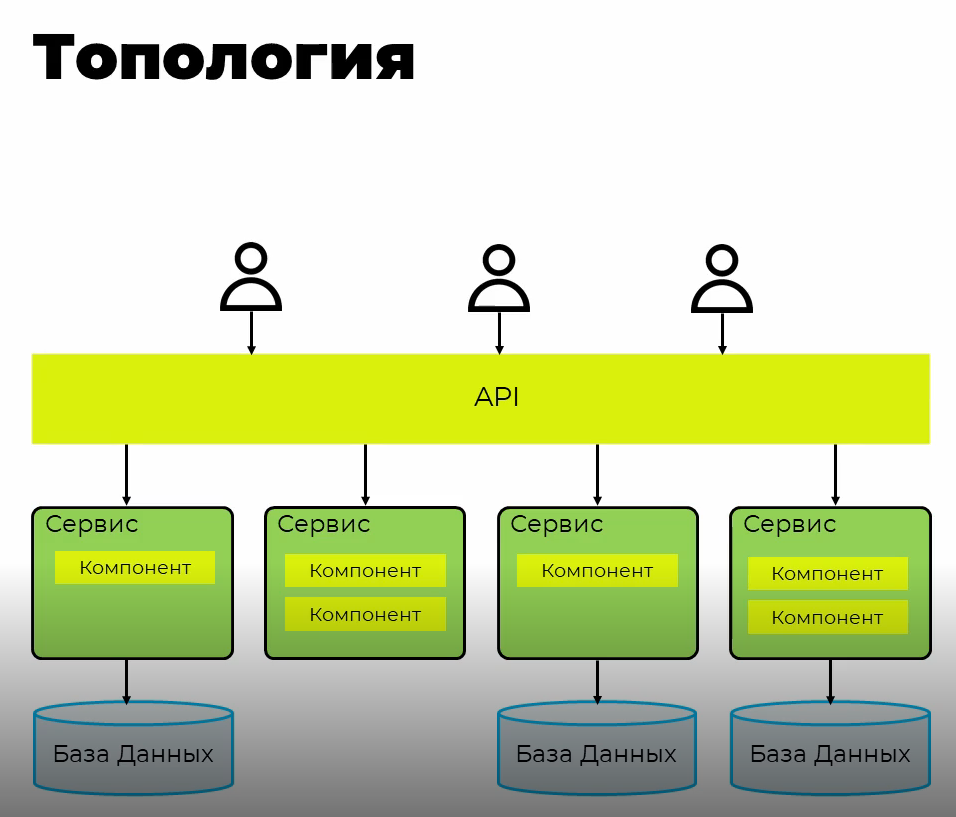 Топология
API
Сервис
Компонент
Сервис
Компонент
Компонент
Сервис
Компонент
Сервис
Компонент
Компонент
База Данных
База Данных
База Данных